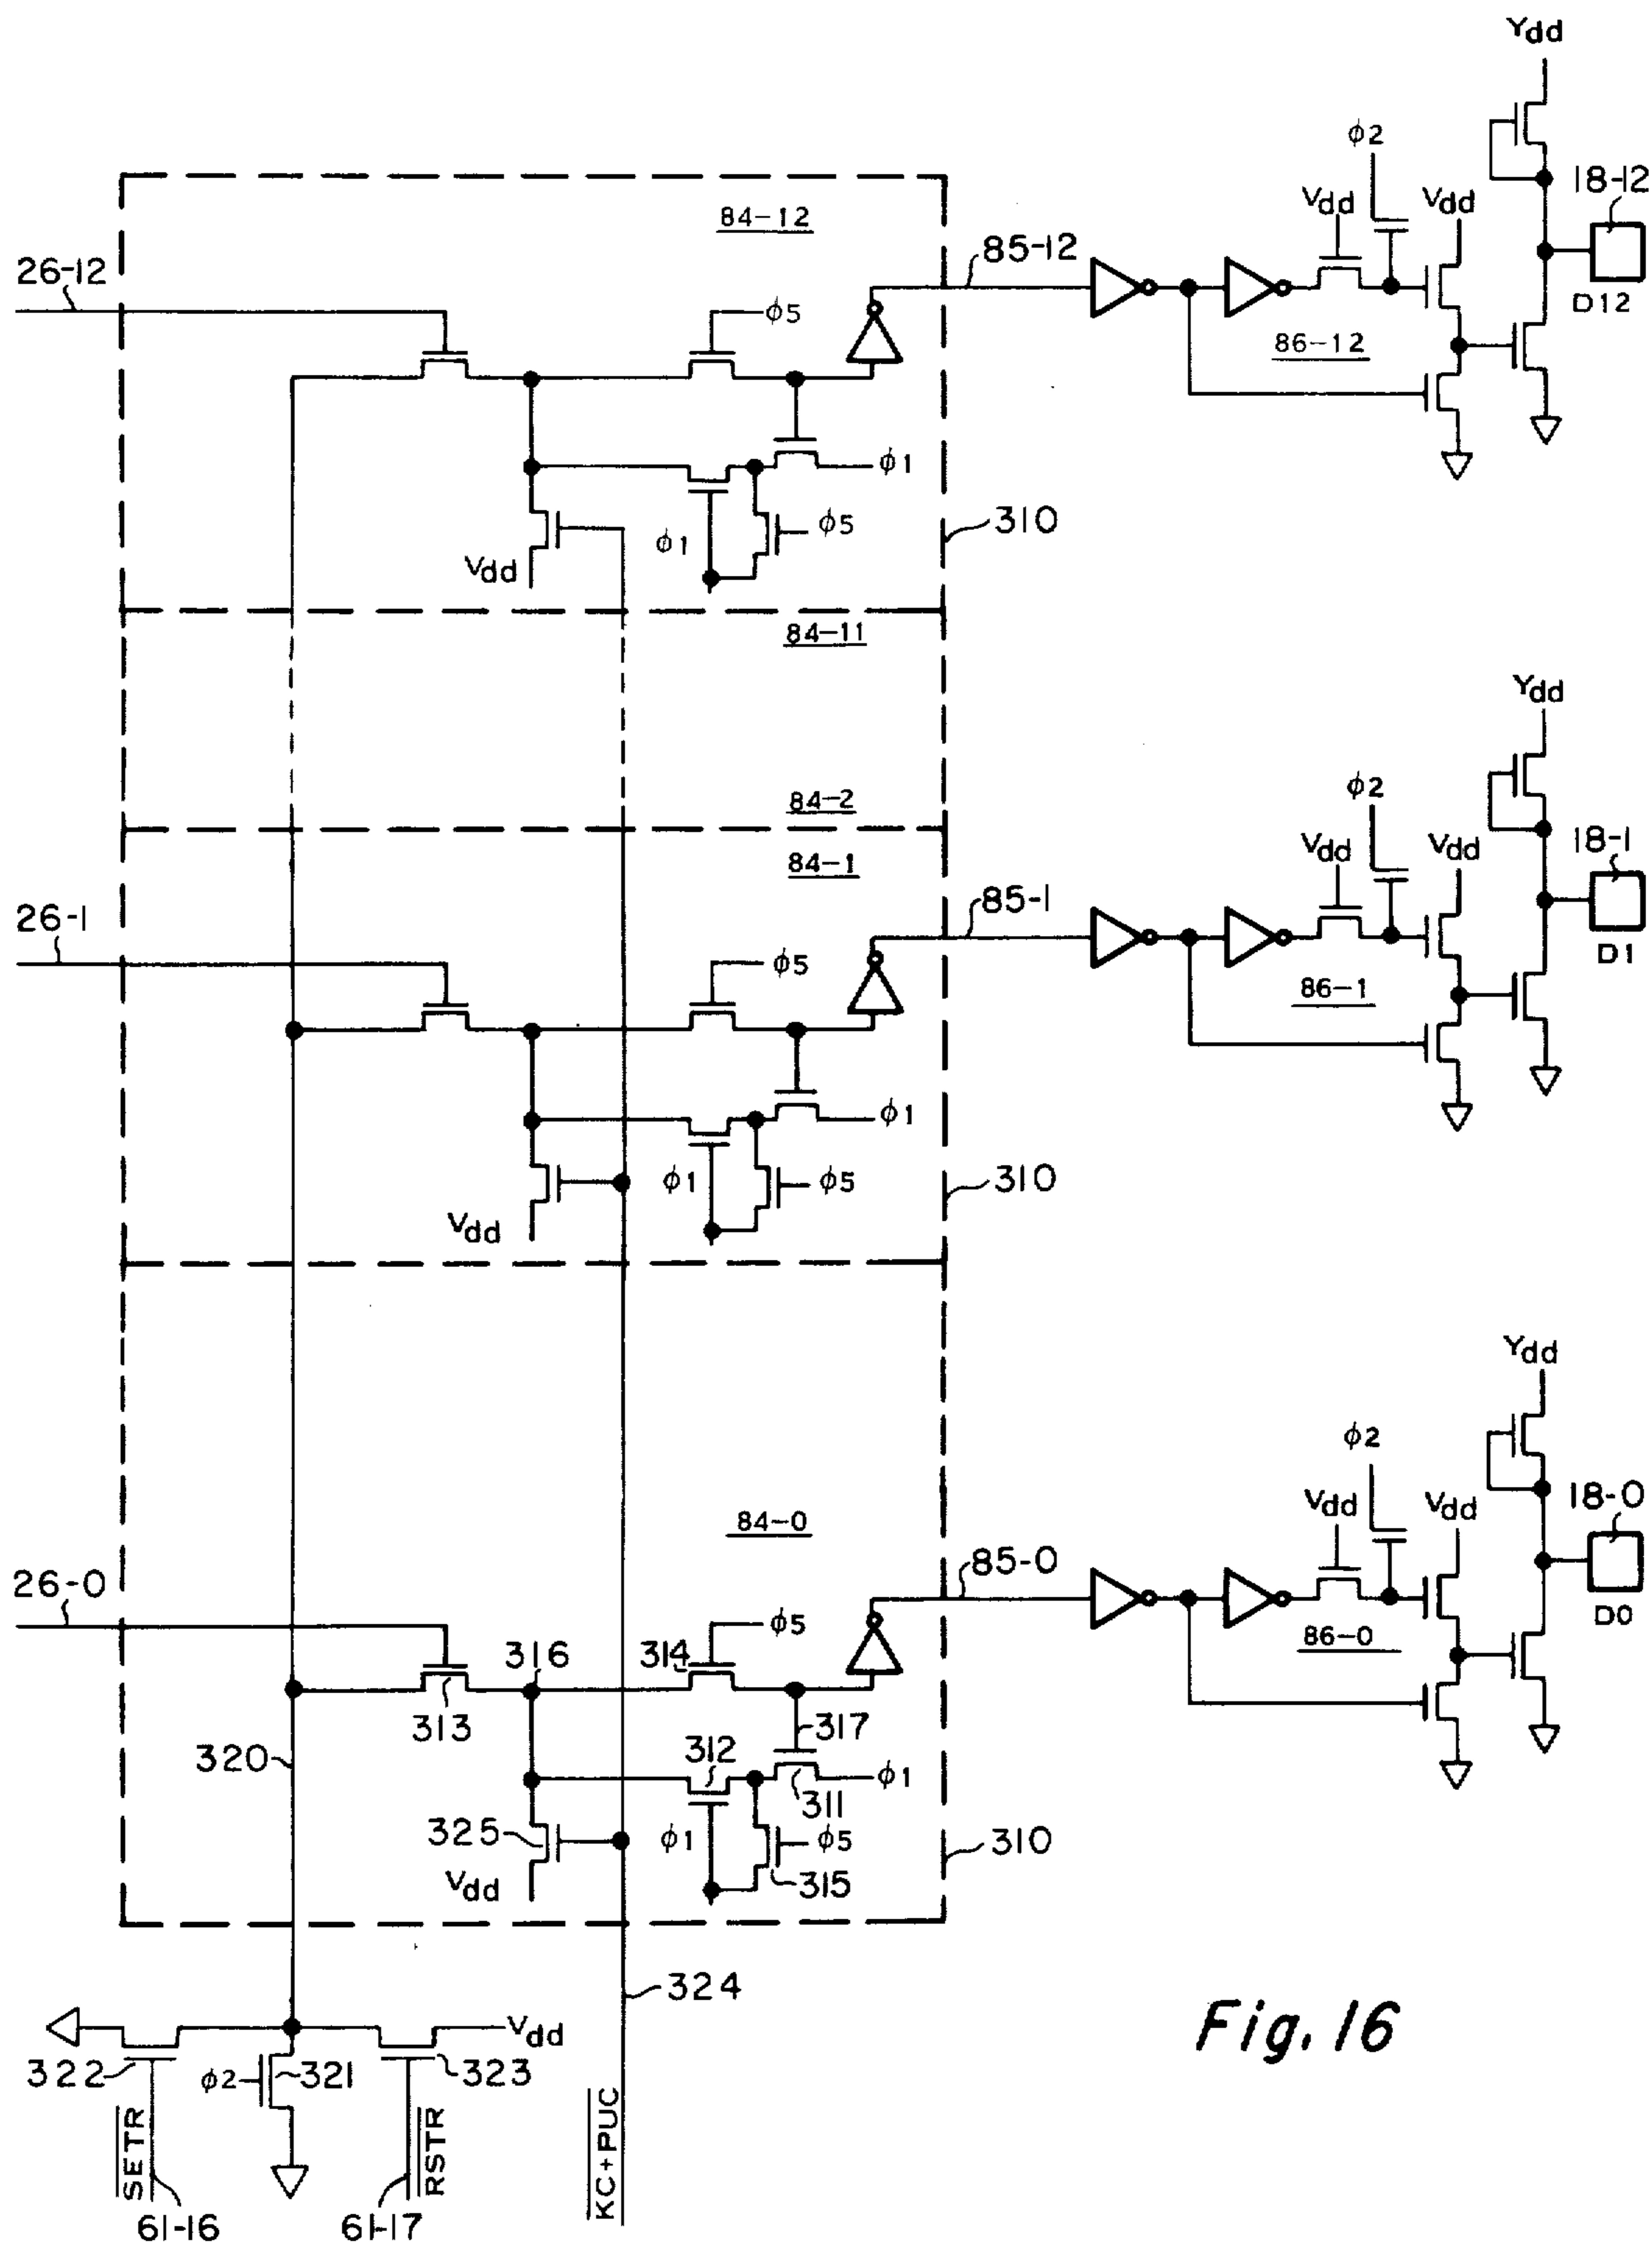 Ydd
18-12
D12
ϕ2
Vdd
Vdd
84-12
85-12
26-12
86-12
ϕ5
ϕ1
ϕ5
ϕ1
Vdd
310
84-11
84-2
Ydd
18-1
D1
ϕ2
Vdd
Vdd
84-1
85-1
26-1
86-1
ϕ5
ϕ1
ϕ5
ϕ1
Vdd
310
Ydd
18-0
D0
ϕ2
Vdd
Vdd
84-0
85-0
26-0
86-0
ϕ5
316
314
313
317
320
312
ϕ1
311
325
ϕ1
ϕ5
310
Vdd
315
324
Vdd
322
ϕ2
321
323
SETR
RSTR
KC+PUC
61-16
61-17
Fig. 16